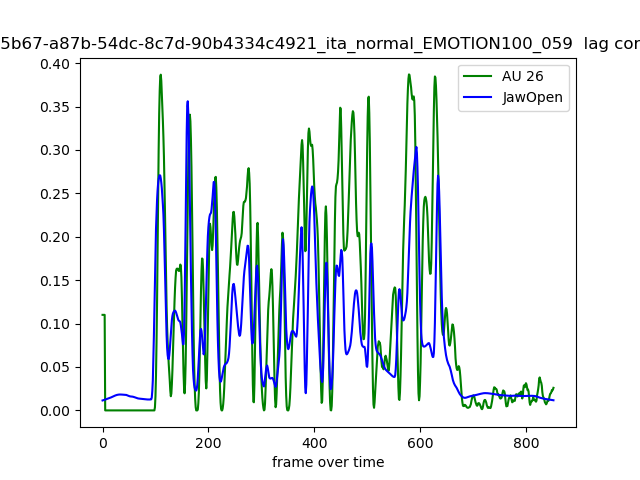 5b67-a87b-54dc-8c7d-90b4334c4921_ita_normal_EMOTION100_059 lag cor
AU 26
JawOpen
0.40
0.35
0.30
0.25
0.20
0.15
0.10
0.05
0.00
0 200 400 600 800
frame over time